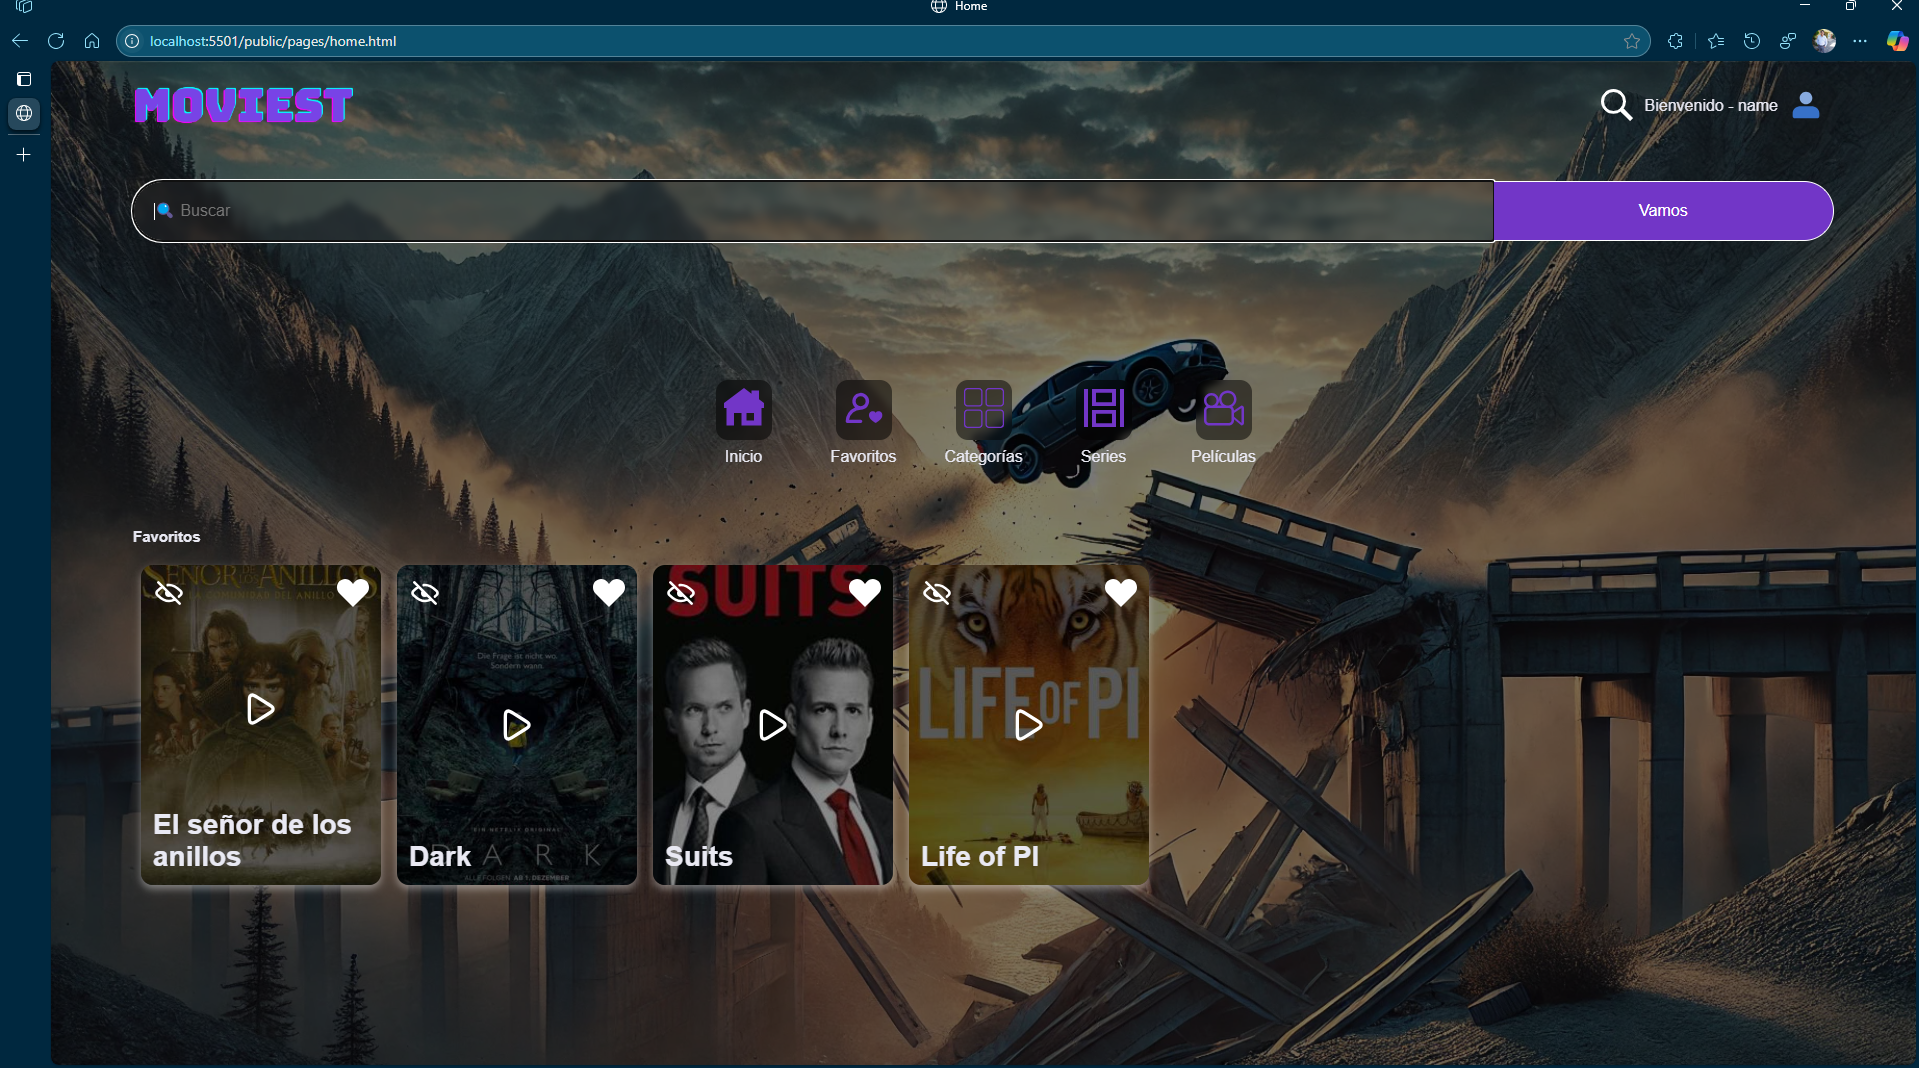 Home
localhost:5501/public/pages/home.html
MOVIEST
Bienvenido - name
Buscar
Vamos
Inicio
Favoritos
Categorías
Series
Películas
Favoritos
SEÑOR DE LOS ANILLOS
LA COMUNIDAD DEL ANILLO
El señor de los
anillos
Die Frage ist nicht wo.
Sondern wann.
EIN NETFLIX ORIGINAL
DARK
ALLE FOLGEN AB 1. DEZEMBER
Dark
SUITS
Suits
LIFE OF PI
Life of PI